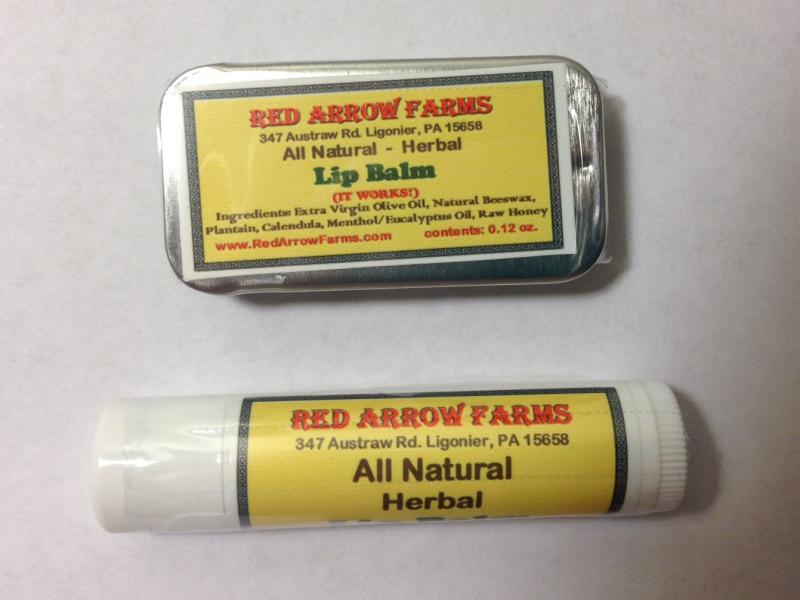 RED ARROW FARMS
347 Austraw Rd. Ligonier, PA 15658
All Natural - Herbal
Lip Balm
(IT WORKS!)
Ingredients: Extra Virgin Olive Oil, Natural Beeswax,
Plantain, Calendula, Menthol/Eucalyptus Oil, Raw Honey
www.RedArrowFarms.com contents: 0.12 oz.
RED ARROW FARMS
347 Austraw Rd. Ligonier, PA 15658
All Natural
Herbal
Lip Balm